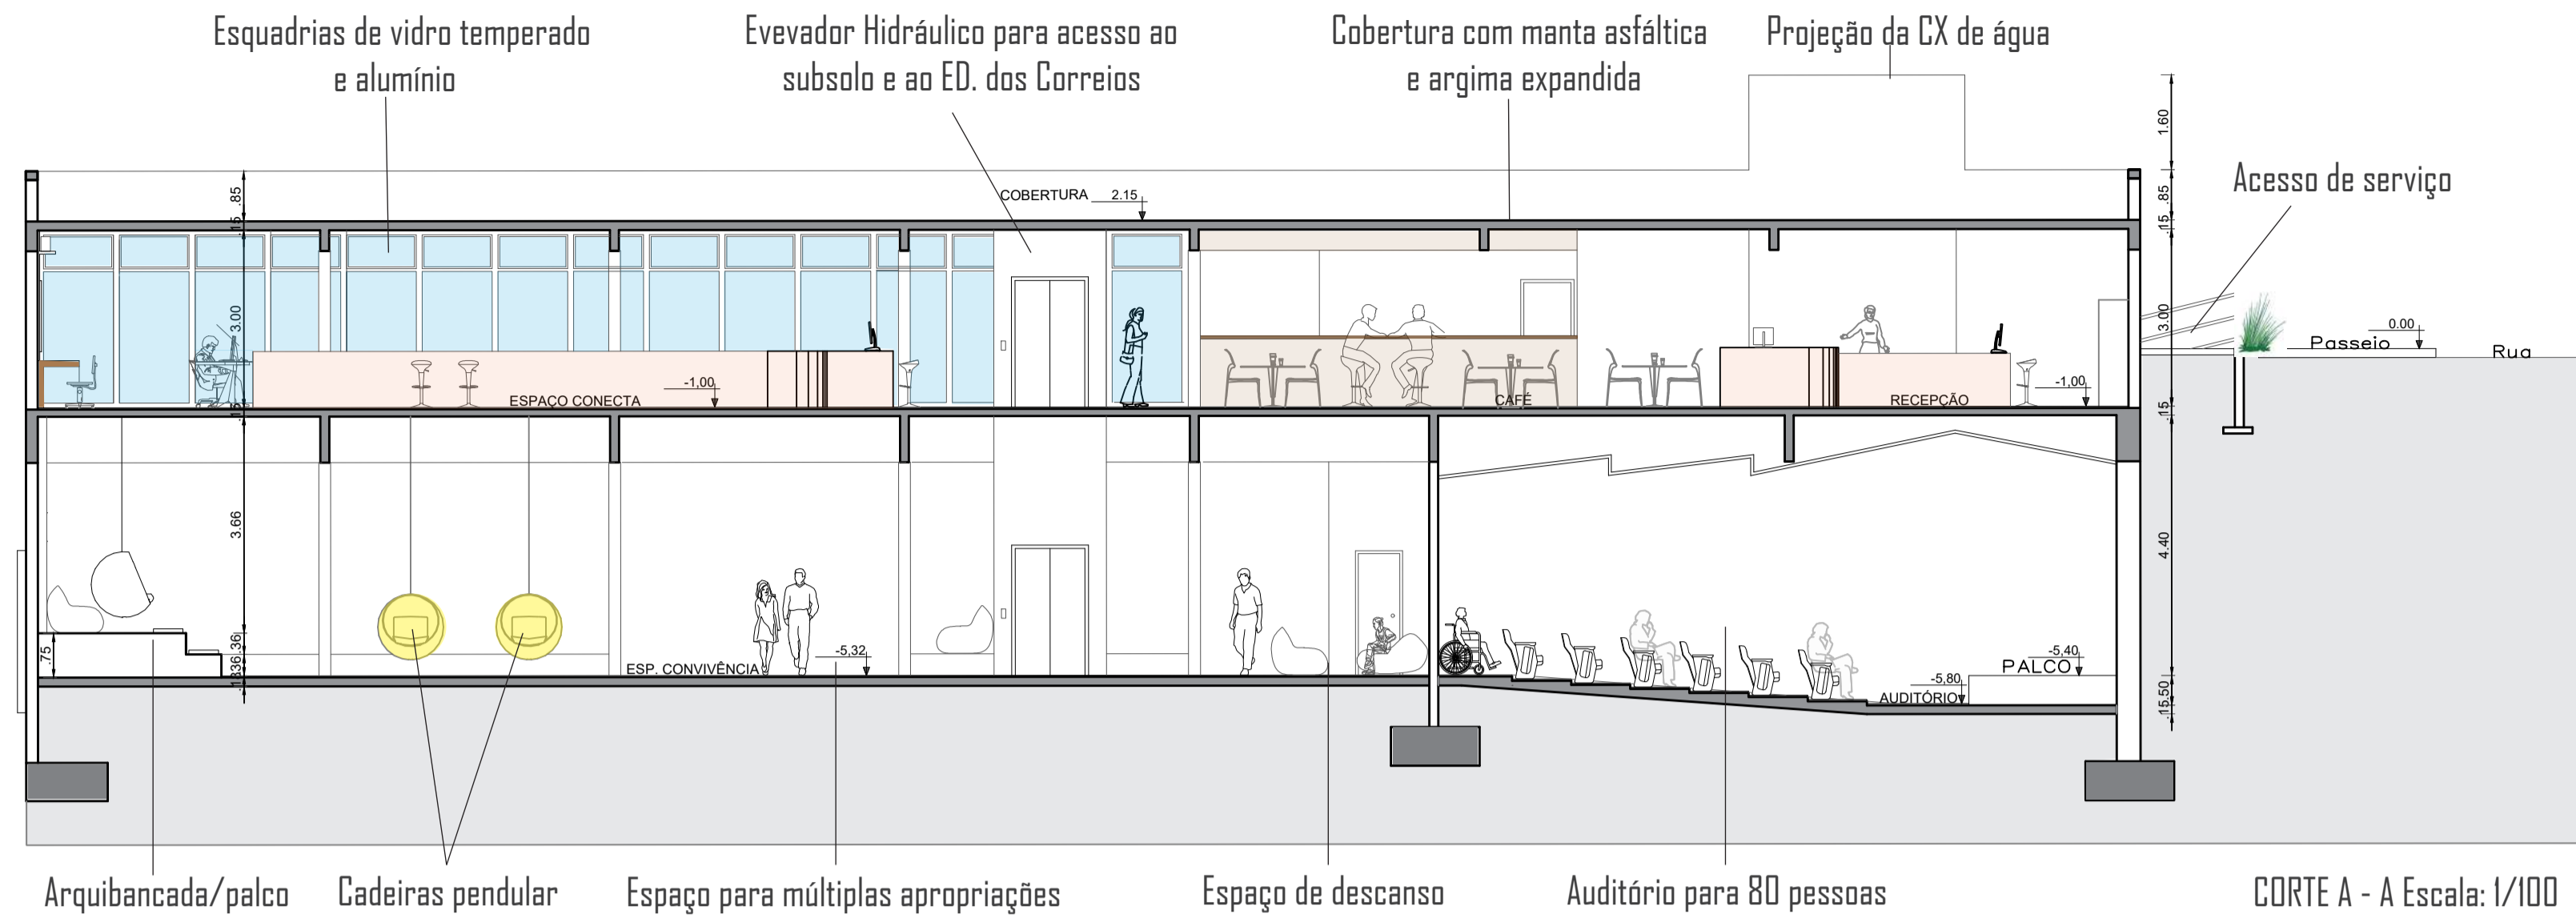 Esquadrias de vidro temperado
e alumínio
Evevador Hidráulico para acesso ao
subsolo e ao ED. dos Correios
Cobertura com manta asfáltica
e argima expandida
Projeção da CX de água
Acesso de serviço
1.60
.85
.15
3.00
.15
4.40
.50
.15
.85
.15
3.00
.15
3.66
.36
.36
.13
.75
COBERTURA 2.15
ESPAÇO CONECTA
-1,00
CAFÉ
RECEPÇÃO
-1,00
0.00
Passeio
Rua
ESP. CONVIVÊNCIA
-5,32
-5,40
PALCO
-5,80
AUDITÓRIO
Arquibancada/palco
Cadeiras pendular
Espaço para múltiplas apropriações
Espaço de descanso
Auditório para 80 pessoas
CORTE A - A Escala: 1/100